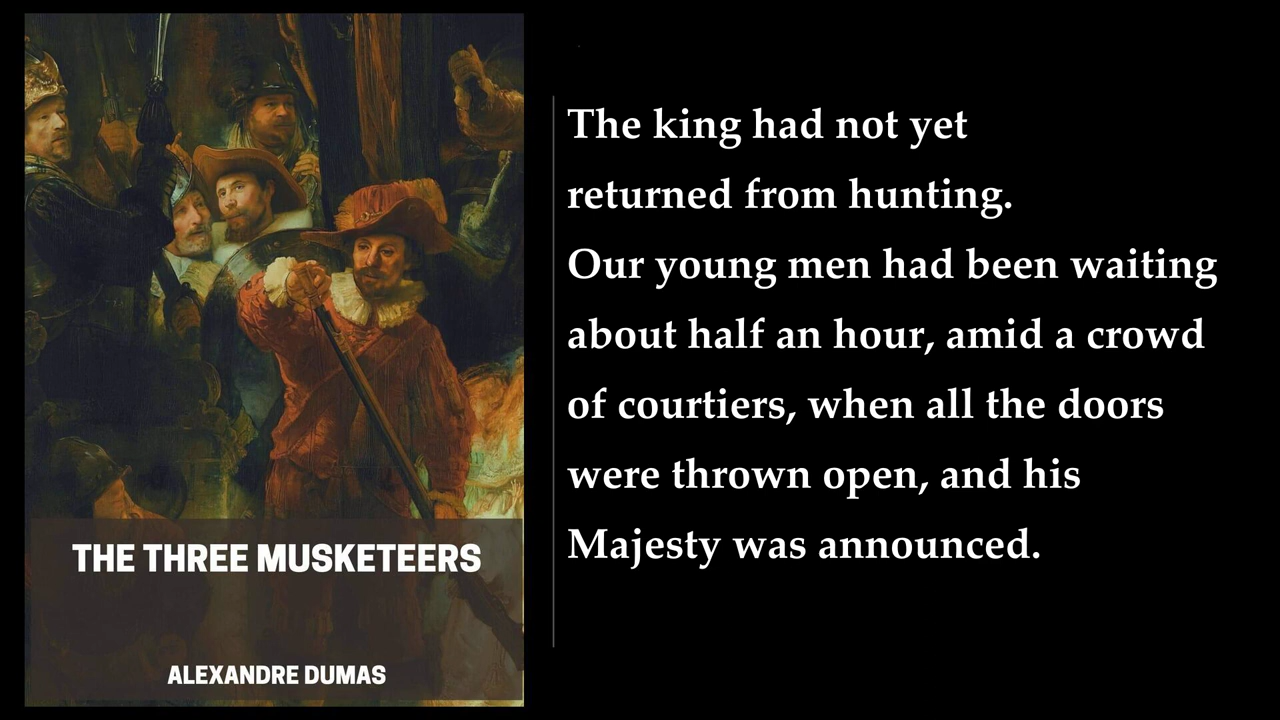 THE THREE MUSKETEERS
ALEXANDRE DUMAS
The king had not yet
returned from hunting.
Our young men had been waiting
about half an hour, amid a crowd
of courtiers, when all the doors
were thrown open, and his
Majesty was announced.